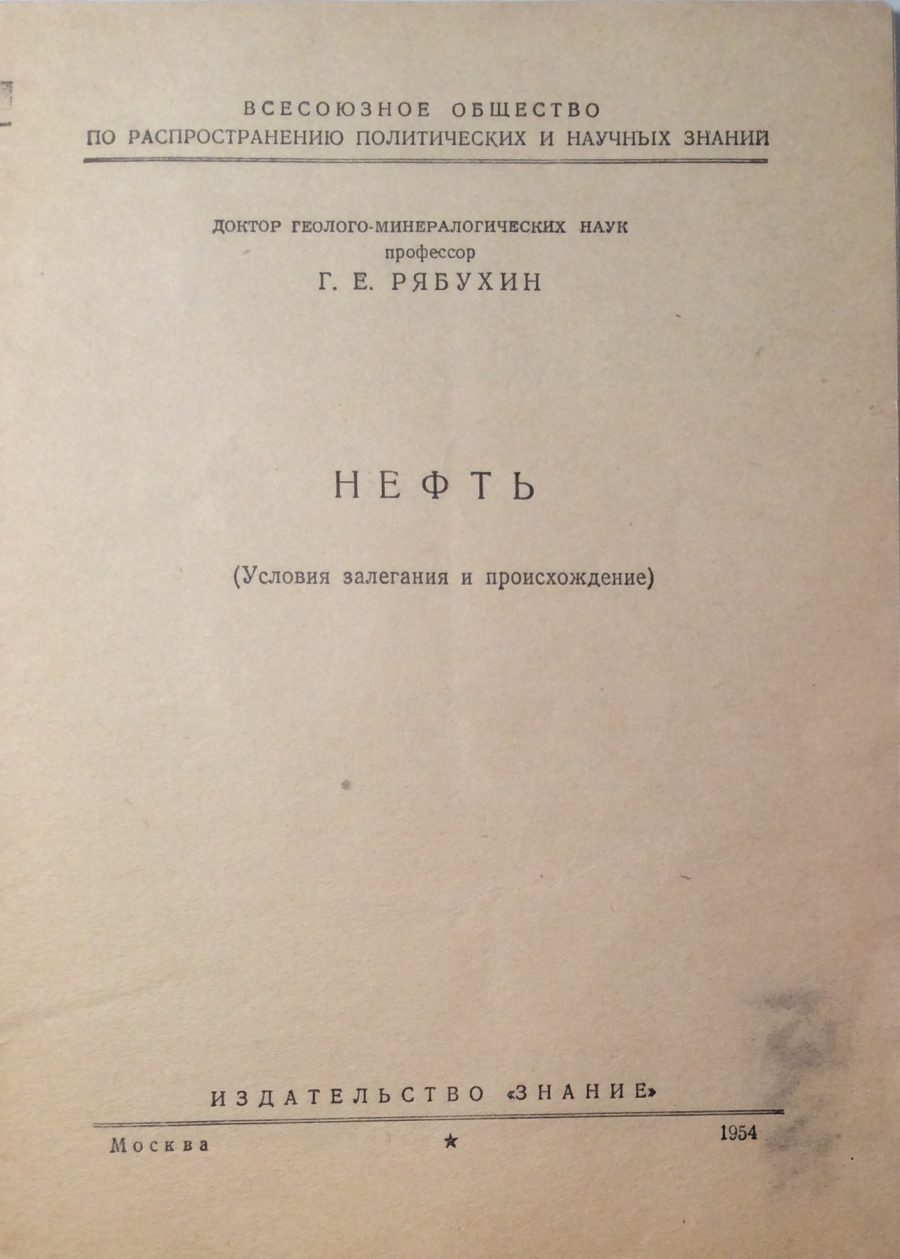 ВСЕСОЮЗНОЕ ОБЩЕСТВО
ПО РАСПРОСТРАНЕНИЮ ПОЛИТИЧЕСКИХ И НАУЧНЫХ ЗНАНИЙ
ДОКТОР ГЕОЛОГО-МИНЕРАЛОГИЧЕСКИХ НАУК
профессор
Г. Е. РЯБУХИН
НЕФТЬ
(Условия залегания и происхождение)
ИЗДАТЕЛЬСТВО «ЗНАНИЕ»
Москва ★ 1954